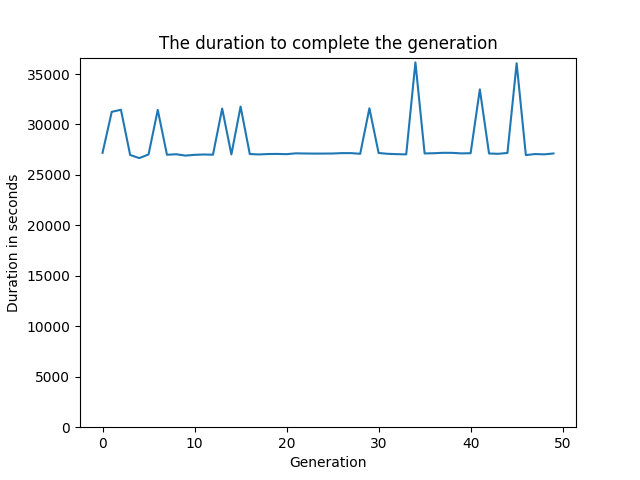 The duration to complete the generation
35000
30000
25000
20000
15000
10000
5000
0
Duration in seconds
0 10 20 30 40 50
Generation